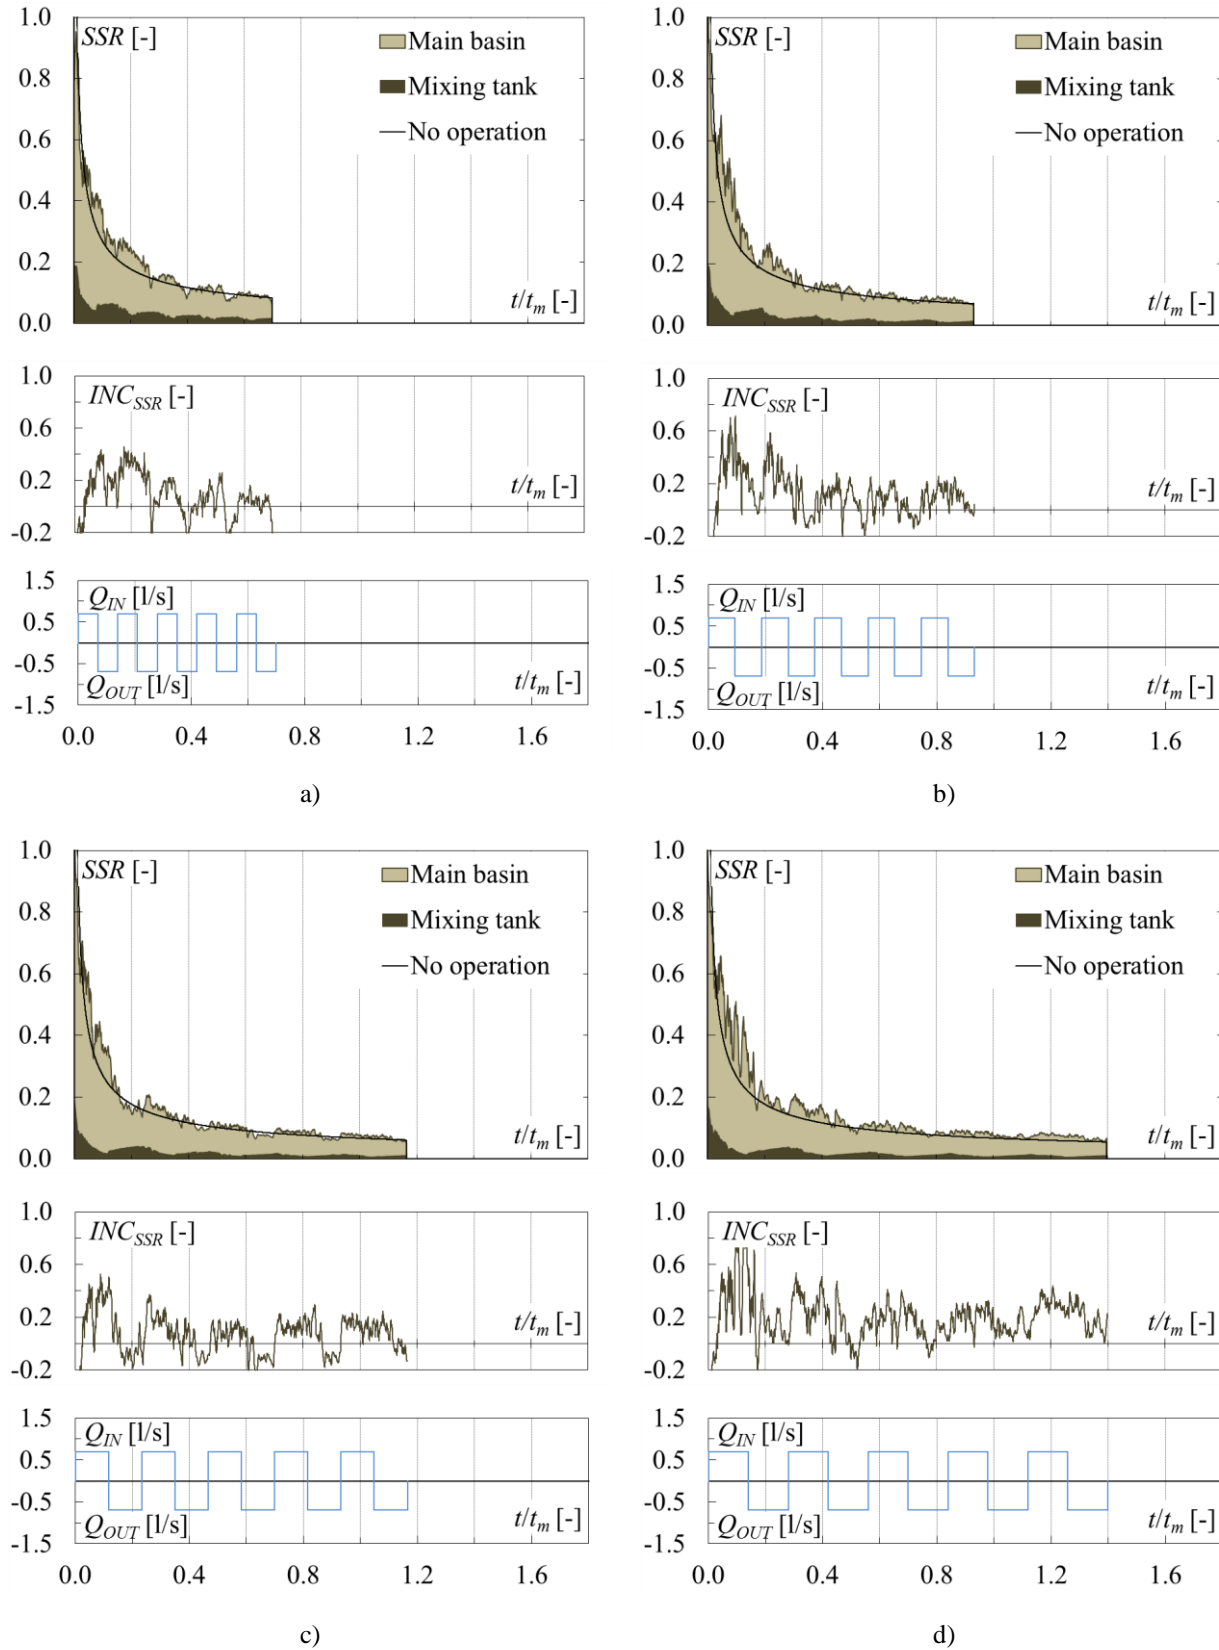 1.0
SSR [-]
Main basin
0.8
Mixing tank
0.6
No operation
0.4
0.2
t/tm [-]
0.0
1.0
INCSSR [-]
0.6
0.2
t/tm [-]
-0.2
1.5
QIN [l/s]
0.5
-0.5
QOUT [l/s]
t/tm [-]
-1.5
0.0 0.4 0.8 1.2 1.6
a)
1.0
SSR [-]
Main basin
0.8
Mixing tank
0.6
No operation
0.4
0.2
t/tm [-]
0.0
1.0
INCSSR [-]
0.6
0.2
t/tm [-]
-0.2
1.5
QIN [l/s]
0.5
-0.5
QOUT [l/s]
t/tm [-]
-1.5
0.0 0.4 0.8 1.2 1.6
b)
1.0
SSR [-]
Main basin
0.8
Mixing tank
0.6
No operation
0.4
0.2
t/tm [-]
0.0
1.0
INCSSR [-]
0.6
0.2
t/tm [-]
-0.2
1.5
QIN [l/s]
0.5
-0.5
QOUT [l/s]
t/tm [-]
-1.5
0.0 0.4 0.8 1.2 1.6
c)
1.0
SSR [-]
Main basin
0.8
Mixing tank
0.6
No operation
0.4
0.2
t/tm [-]
0.0
1.0
INCSSR [-]
0.6
0.2
t/tm [-]
-0.2
1.5
QIN [l/s]
0.5
-0.5
QOUT [l/s]
t/tm [-]
-1.5
0.0 0.4 0.8 1.2 1.6
d)